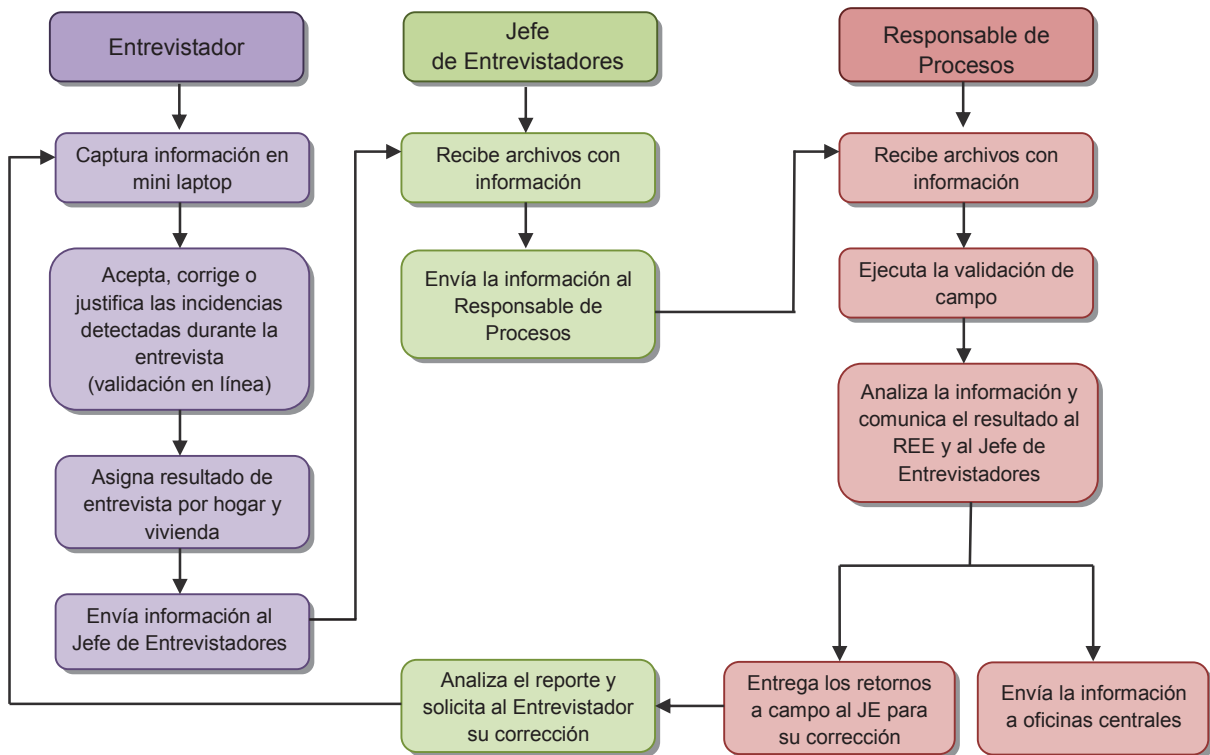 Entrevistador
Captura información en
mini laptop
Acepta, corrige o
justifica las incidencias
detectadas durante la
entrevista
(validación en línea)
Asigna resultado de
entrevista por hogar y
vivienda
Envía información al
Jefe de Entrevistadores
Jefe
de Entrevistadores
Recibe archivos con
información
Envía la información al
Responsable de
Procesos
Analiza el reporte y
solicita al Entrevistador
su corrección
Responsable de
Procesos
Recibe archivos con
información
Ejecuta la validación de
campo
Analiza la información y
comunica el resultado al
REE y al Jefe de
Entrevistadores
Entrega los retornos
a campo al JE para
su corrección
Envía la información
a oficinas centrales